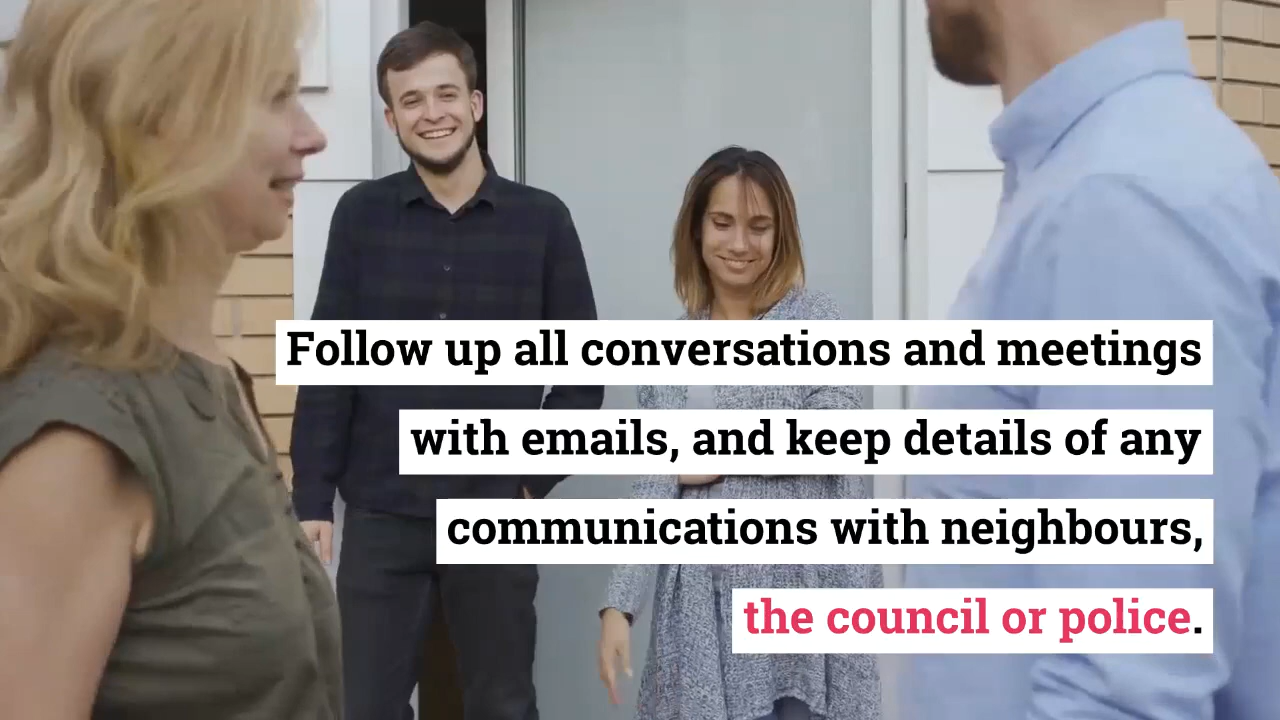 Follow up all conversations and meetings
with emails, and keep details of any
communications with neighbours,
the council or police.